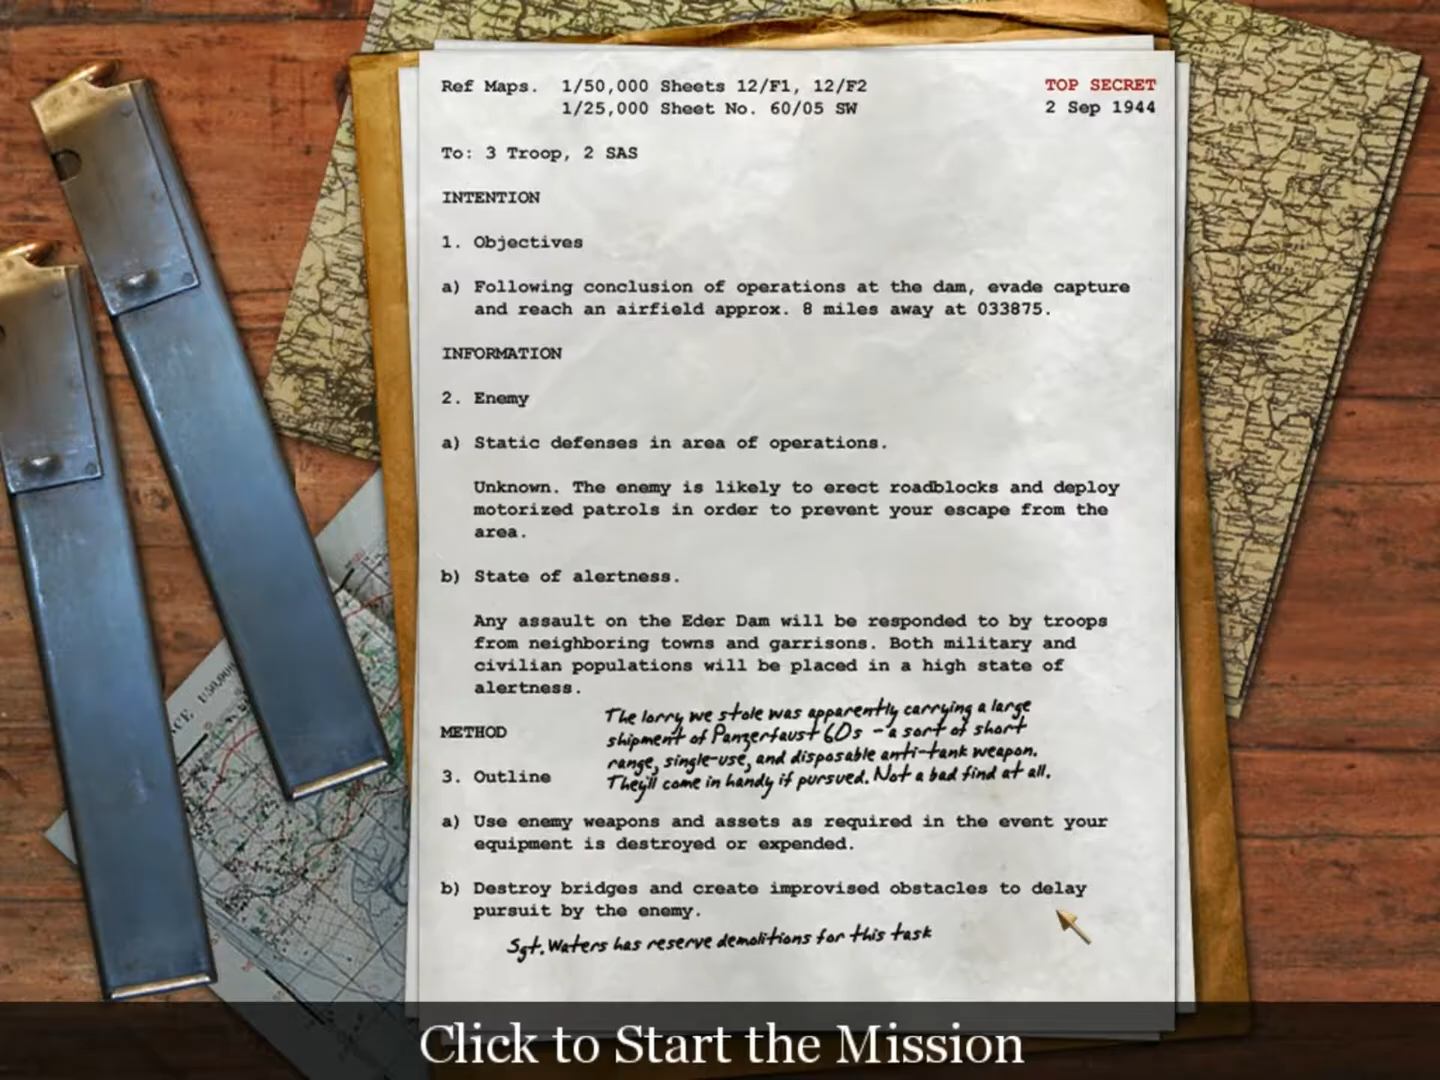 Ref Maps. 1/50,000 Sheets 12/F1, 12/F2
TOP SECRET
1/25,000 Sheet No. 60/05 SW
2 Sep 1944
To: 3 Troop, 2 SAS
INTENTION
1. Objectives
a) Following conclusion of operations at the dam, evade capture
and reach an airfield approx. 8 miles away at 033875.
INFORMATION
2. Enemy
a) Static defenses in area of operations.
Unknown. The enemy is likely to erect roadblocks and deploy
motorized patrols in order to prevent your escape from the
area.
b) State of alertness.
Any assault on the Eder Dam will be responded to by troops
from neighboring towns and garrisons. Both military and
civilian populations will be placed in a high state of
alertness.
The lorry we stole was apparently carrying a large
shipment of Panzerfaust 60s - a sort of short
range, single-use, and disposable anti-tank weapon.
They'll come in handy if pursued. Not a bad find at all.
METHOD
3. Outline
a) Use enemy weapons and assets as required in the event your
equipment is destroyed or expended.
b) Destroy bridges and create improvised obstacles to delay
pursuit by the enemy.
Sgt. Waters has reserve demolitions for this task
Click to Start the Mission